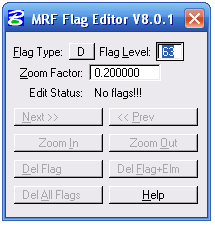 MRF Flag Editor V8.0.1
Flag Type: D Flag Level: 63
Zoom Factor: 0.200000
Edit Status: No flags!!!
Next >> << Prev
Zoom In Zoom Out
Del Flag Del Flag+Elm
Del All Flags Help